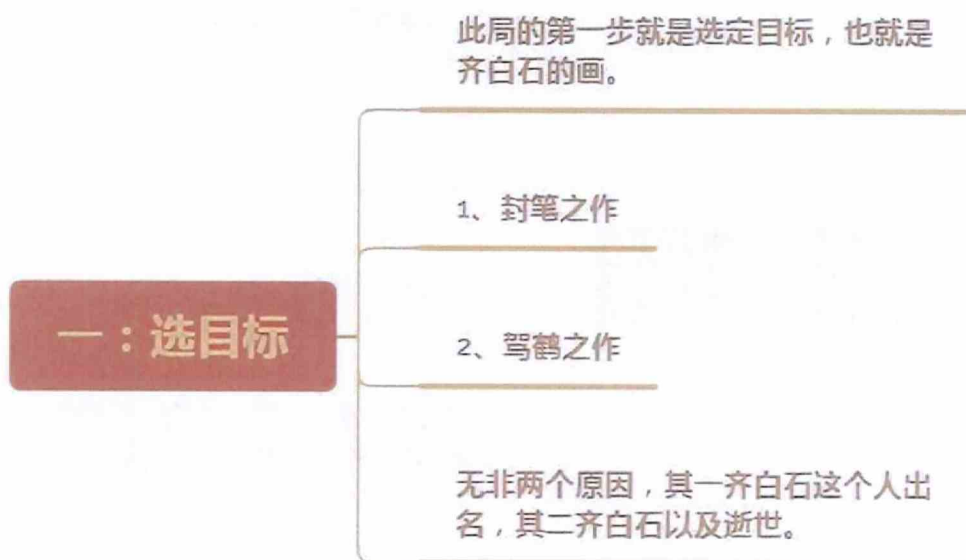 此局的第一步就是选定目标，也就是
齐白石的画。
1、封笔之作
一：选目标
2、驾鹤之作
无非两个原因，其一齐白石这个人出
名，其二齐白石以及逝世。